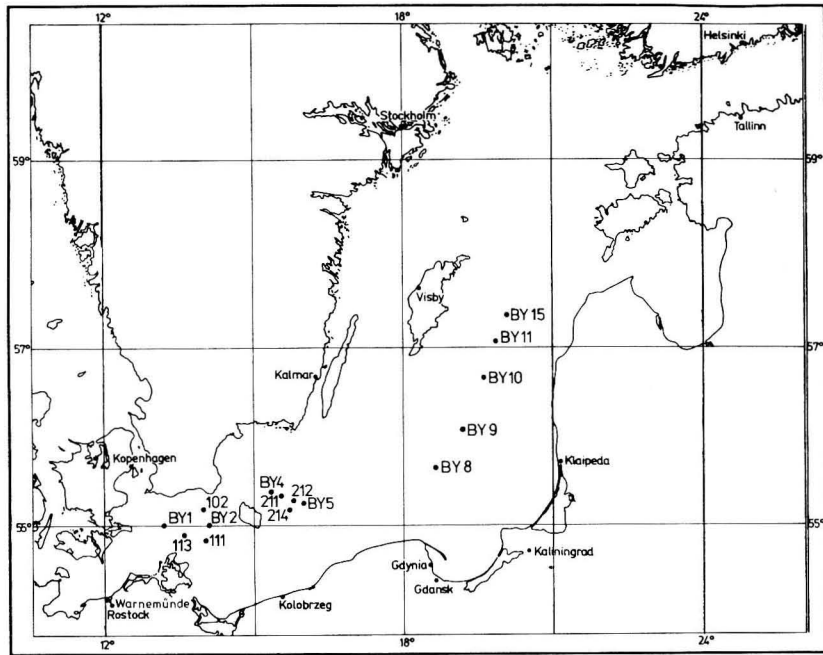 12° 18° 24°
Helsinki
Stockholm
Tallinn
59° 59°
Visby
BY 15
BY 11
57° 57°
Kalmar
BY 10
BY 9
Kopenhagen
Klaipeda
BY 8
BY4
212
102
211
BY5
BY1 BY 2
214
55° 55°
113 111
Kaliningrad
Gdynia
Gdansk
Warnemünde
Kolobrzeg
Rostock
12° 18° 24°